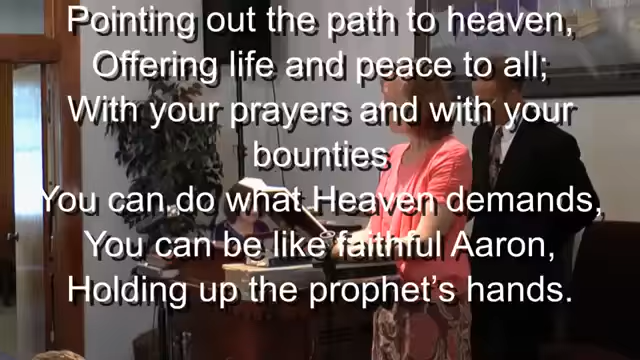 Pointing out the path to heaven,
Offering life and peace to all;
With your prayers and with your
bounties
You can do what Heaven demands,
You can be like faithful Aaron,
Holding up the prophet’s hands.